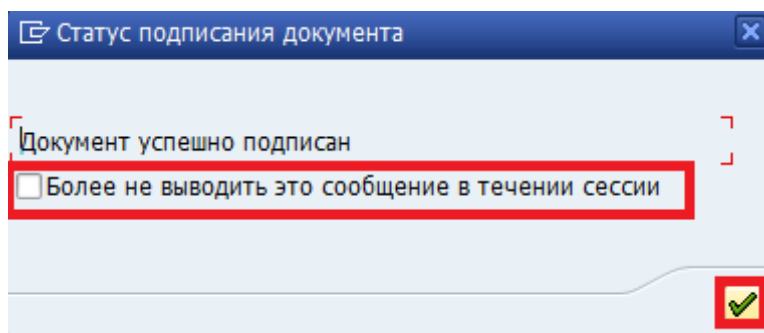 Статус подписания документа
Документ успешно подписан
Более не выводить это сообщение в течении сессии